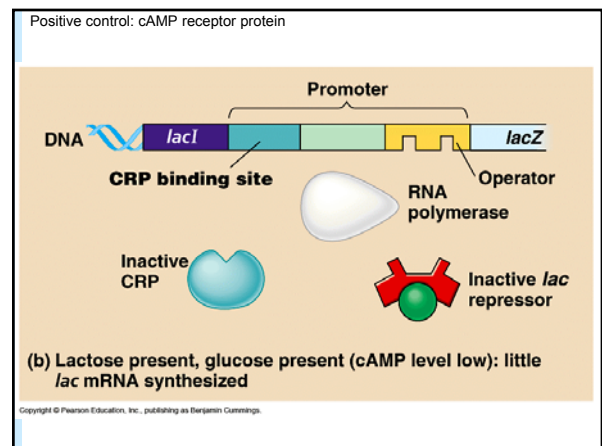 Positive control: cAMP receptor protein
Promoter
DNA
lacI
lacZ
CRP binding site
Operator
RNA
polymerase
Inactive
CRP
Inactive lac
repressor
(b) Lactose present, glucose present (cAMP level low): little
lac mRNA synthesized
Copyright © Pearson Education, Inc., publishing as Benjamin Cummings.